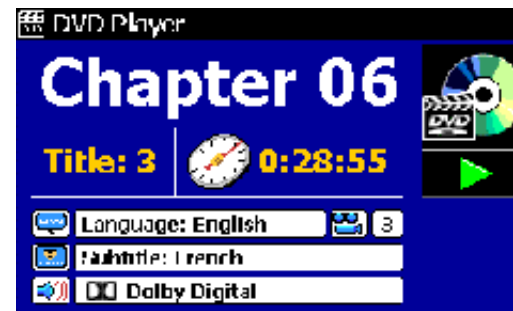 DVD Player
Chapter 06
DVD
Title: 3
0:28:55
Language: English
3
Subtitle: French
Dolby Digital